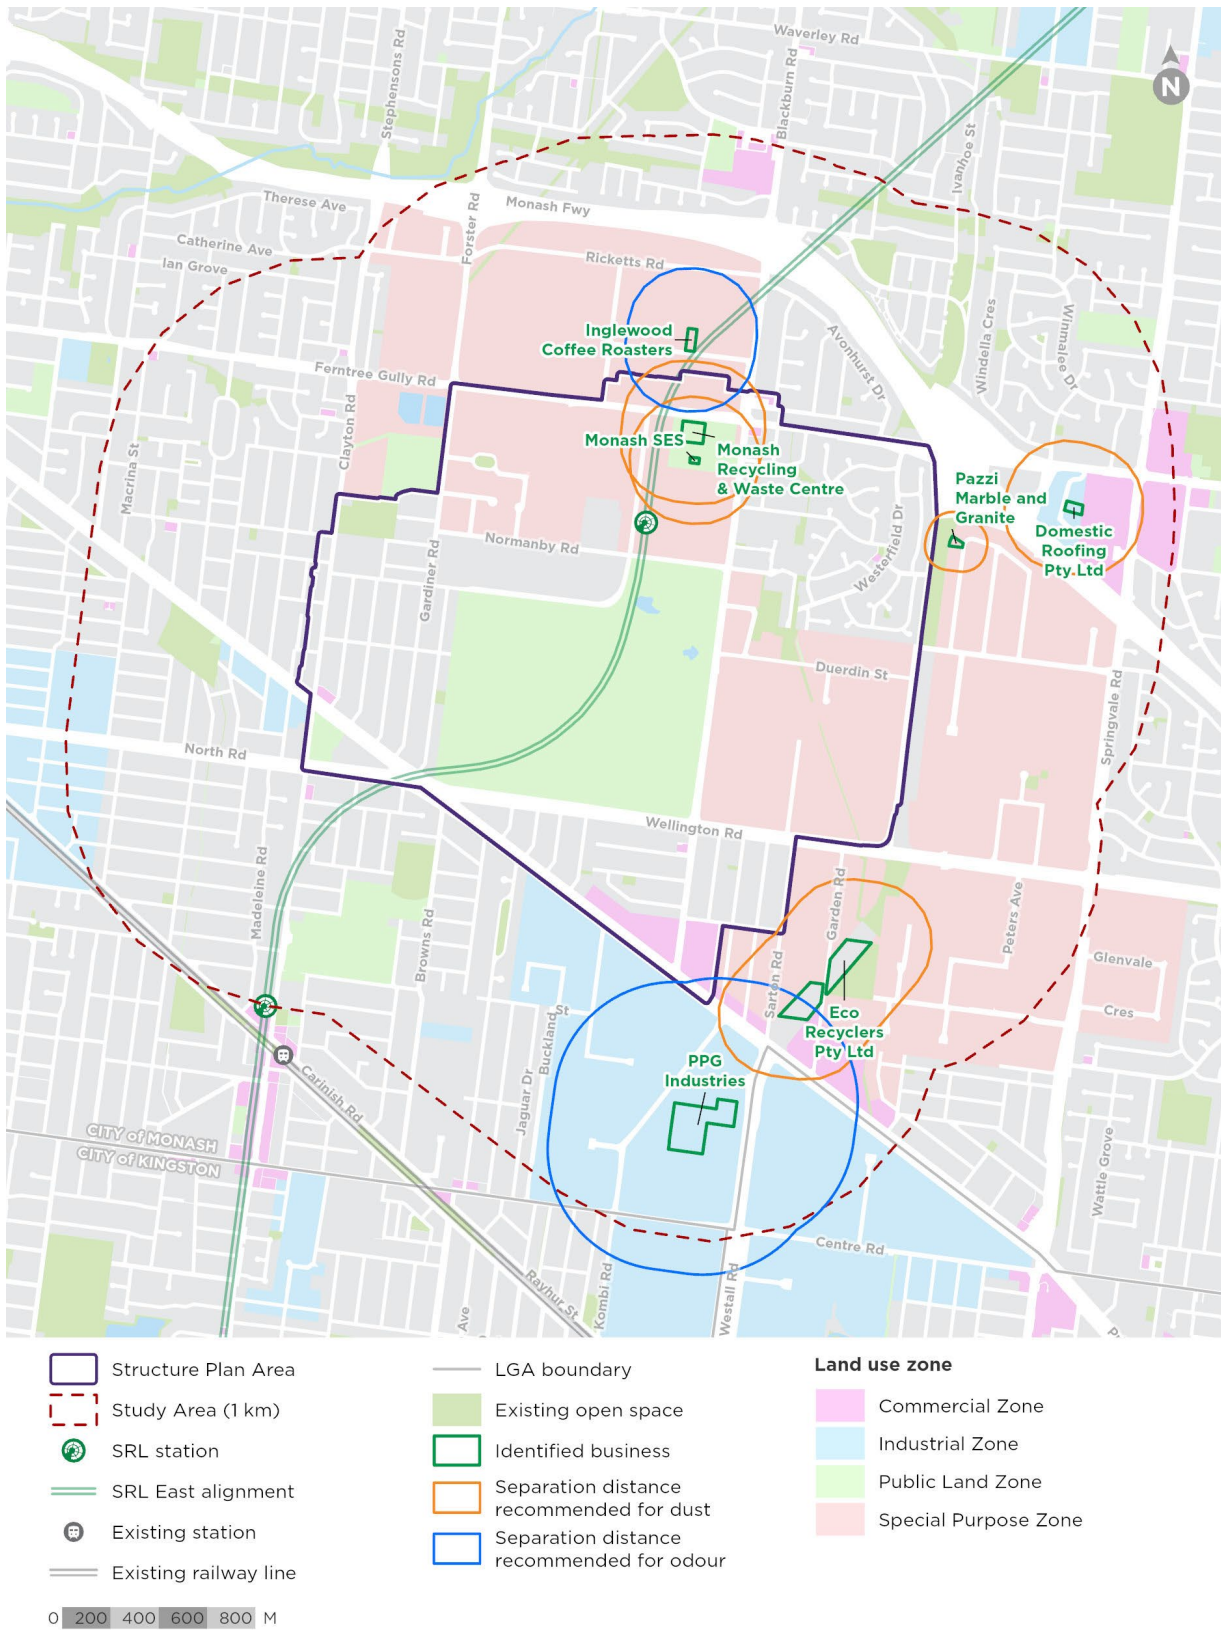 Waverley Rd
Stephensons Rd
Blackburn Rd
N
Ivanhoe St
Therese Ave
Forster Rd
Monash Fwy
Catherine Ave
Ian Grove
Ricketts Rd
Windella Cres
Winmalee Dr
Inglewood
Coffee Roasters
Avonhurst Dr
Ferntree Gully Rd
Clayton Rd
Macrina St
Monash SES
Monash
Recycling
& Waste Centre
Pazzi
Marble and
Granite
Domestic
Roofing
Pty Ltd
Normanby Rd
Gardiner Rd
Westerfield Dr
Duerdin St
Springvale Rd
North Rd
Wellington Rd
Madeleine Rd
Browns Rd
Garden Rd
Peters Ave
Glenvale
Cres
Sarton Rd
Eco
Recyclers
Pty Ltd
Buckland St
Jaguar Dr
PPG
Industries
Carinish Rd
CITY of MONASH
CITY of KINGSTON
Wattle Grove
Centre Rd
Rayhur St
Kombi Rd
Westall Rd
Ave
Structure Plan Area
Study Area (1 km)
SRL station
SRL East alignment
Existing station
Existing railway line
0 200 400 600 800 M
LGA boundary
Existing open space
Identified business
Separation distance
recommended for dust
Separation distance
recommended for odour
Land use zone
Commercial Zone
Industrial Zone
Public Land Zone
Special Purpose Zone